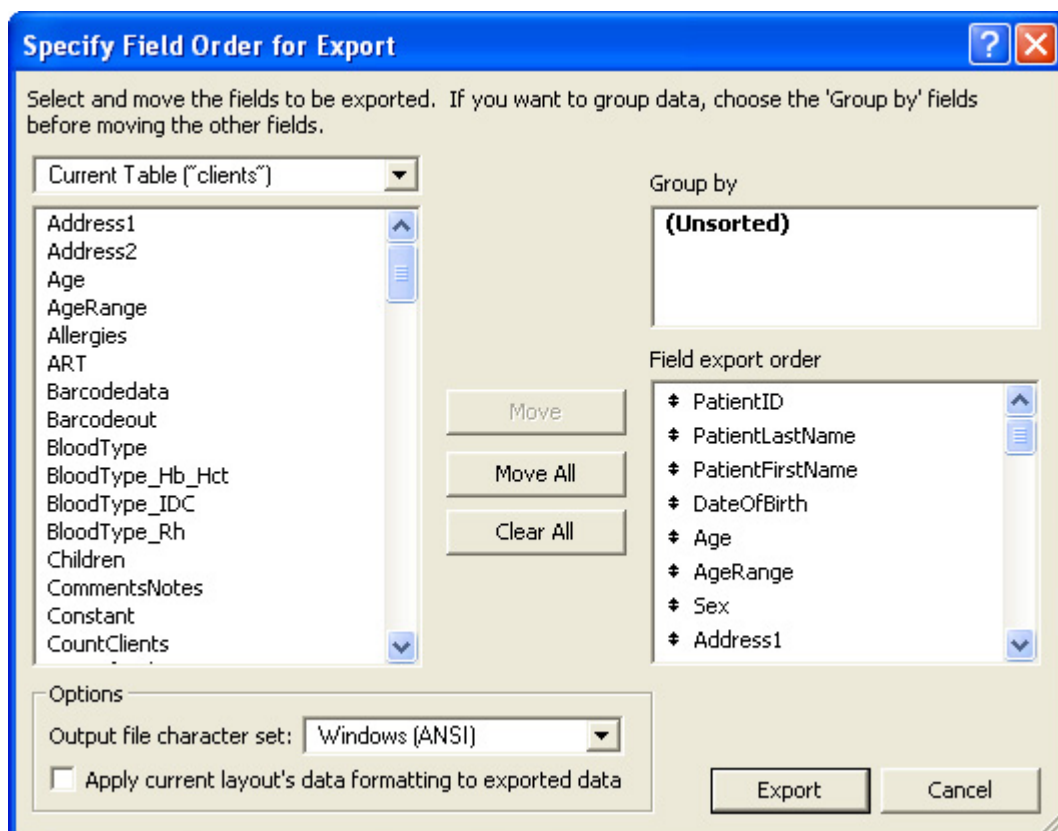 Specify Field Order for Export
Select and move the fields to be exported. If you want to group data, choose the 'Group by' fields
before moving the other fields.
Current Table ("clients")
Address1
Address2
Age
AgeRange
Allergies
ART
Barcodedata
Barcodeout
BloodType
BloodType_Hb_Hct
BloodType_IDC
BloodType_Rh
Children
CommentsNotes
Constant
CountClients
Move
Move All
Clear All
Group by
(Unsorted)
Field export order
PatientID
PatientLastName
PatientFirstName
DateOfBirth
Age
AgeRange
Sex
Address1
Options
Output file character set: Windows (ANSI)
Apply current layout's data formatting to exported data
Export
Cancel